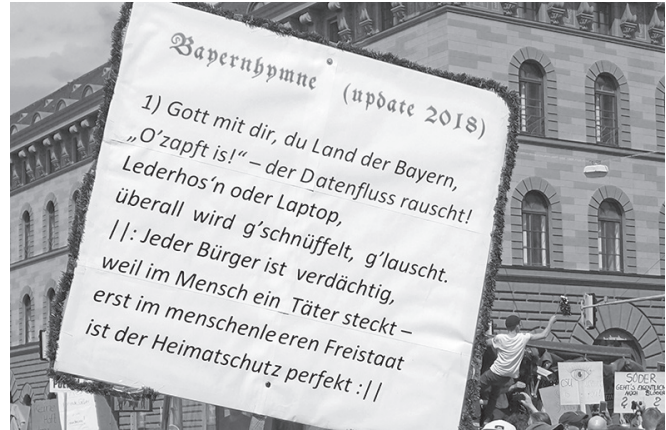 Bayernhymne (update 2018)
1) Gott mit dir, du Land der Bayern,
„O’zapft is!“ – der Datenfluss rauscht!
Lederhos‘n oder Laptop,
überall wird g’schnüffelt, g’lauscht.
||: Jeder Bürger ist verdächtig,
weil im Mensch ein Täter steckt –
erst im menschenleeren Freistaat
ist der Heimatschutz perfekt :||
SÖDER